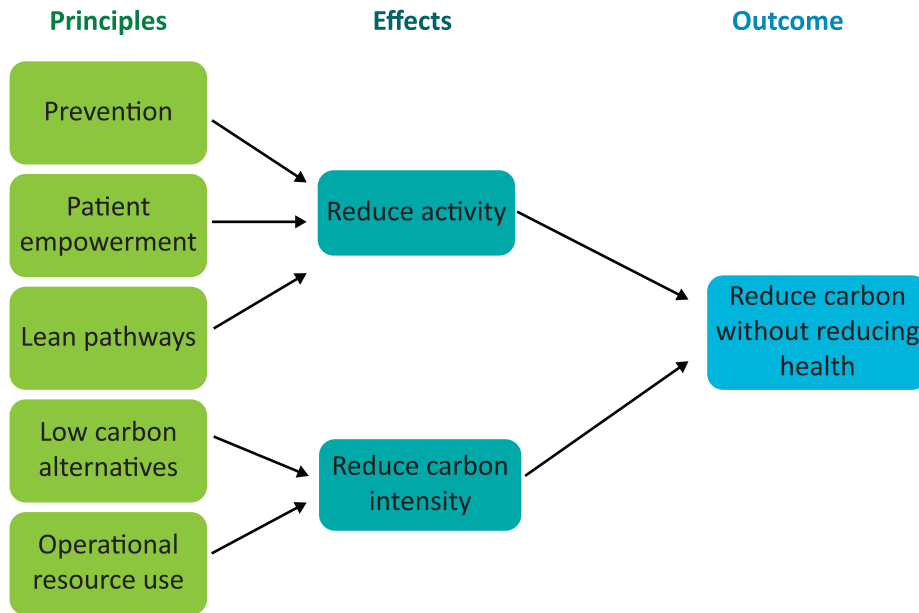 Principles
Effects
Outcome
Prevention
Patient
empowerment
Lean pathways
Low carbon
alternatives
Operational
resource use
Reduce activity
Reduce carbon
intensity
Reduce carbon
without reducing
health